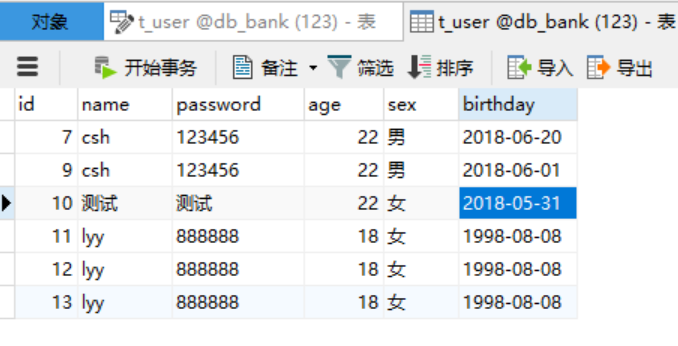 对象 t_user @db_bank (123) - 表 t_user @db_bank (123) - 表
开始事务 备注 筛选 排序 导入 导出
id name password age sex birthday
7 csh 123456 22 男 2018-06-20
9 csh 123456 22 男 2018-06-01
10 测试 测试 22 女 2018-05-31
11 lyy 888888 18 女 1998-08-08
12 lyy 888888 18 女 1998-08-08
13 lyy 888888 18 女 1998-08-08